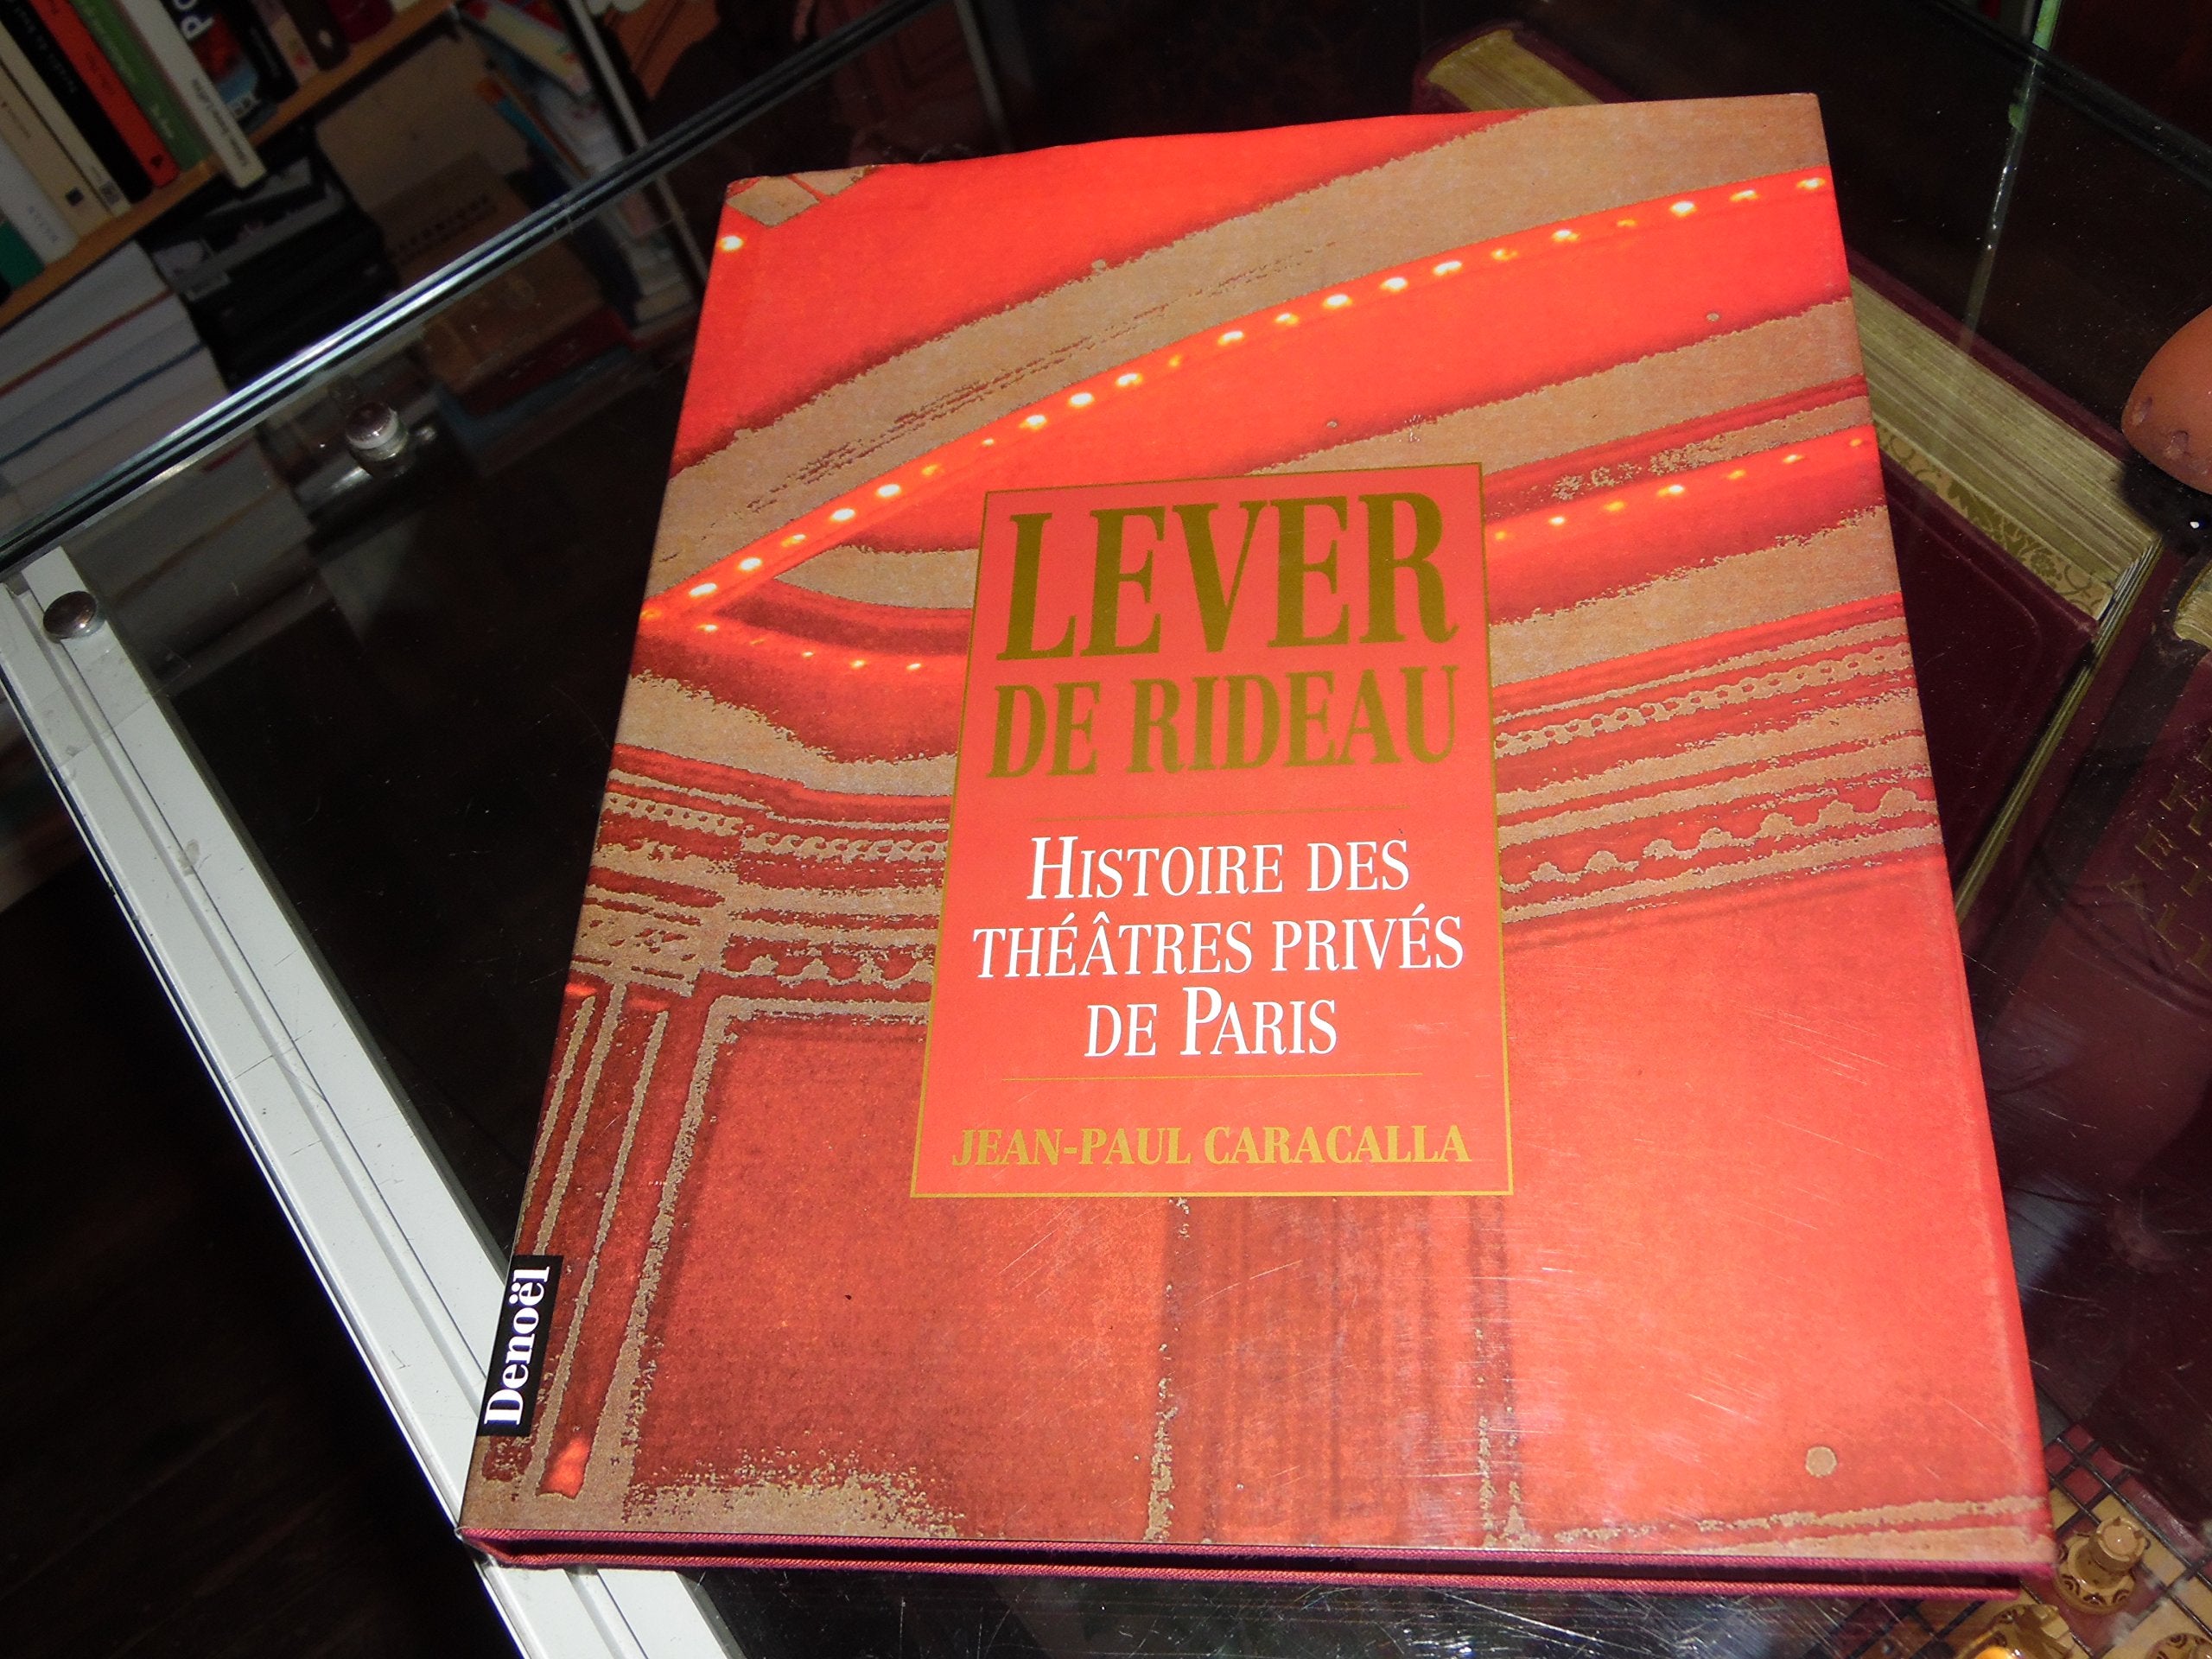 LEVER
DE RIDEAU
HISTOIRE DES
THÉÂTRES PRIVÉS
DE PARIS
JEAN-PAUL CARACALLA
Denoël